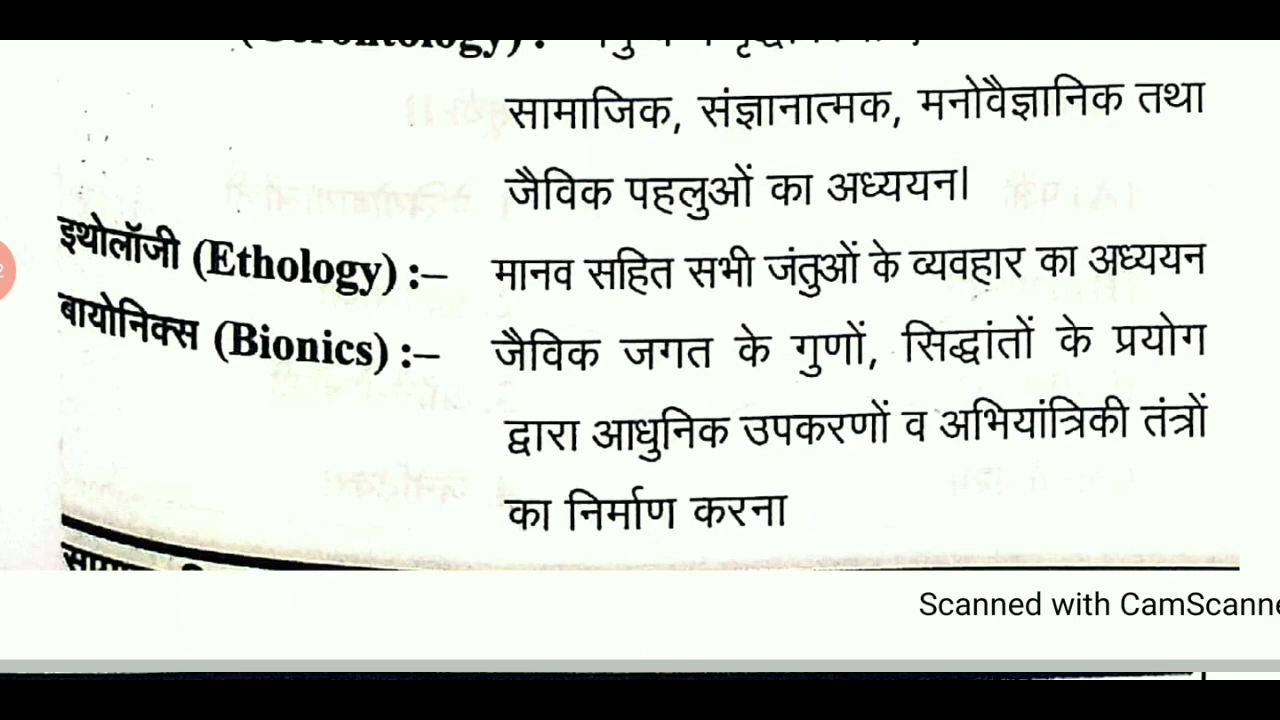 (Gerontology) :
सामाजिक, संज्ञानात्मक, मनोवैज्ञानिक तथा
जैविक पहलुओं का अध्ययन।
इथोलॉजी (Ethology) :– मानव सहित सभी जंतुओं के व्यवहार का अध्ययन
बायोनिक्स (Bionics) :– जैविक जगत के गुणों, सिद्धांतों के प्रयोग
द्वारा आधुनिक उपकरणों व अभियांत्रिकी तंत्रों
का निर्माण करना
Scanned with CamScanne